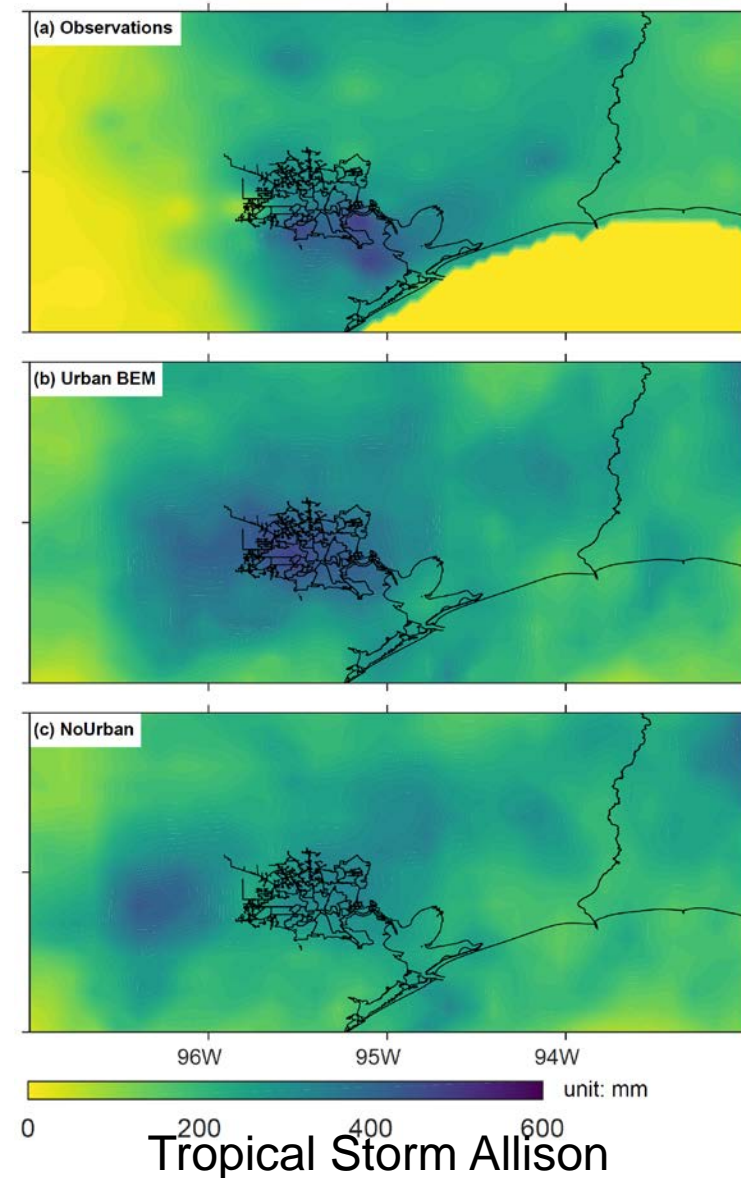 (a) Observations
(b) Urban BEM
(c) NoUrban
96W 95W 94W
unit: mm
0 200 400 600
Tropical Storm Allison